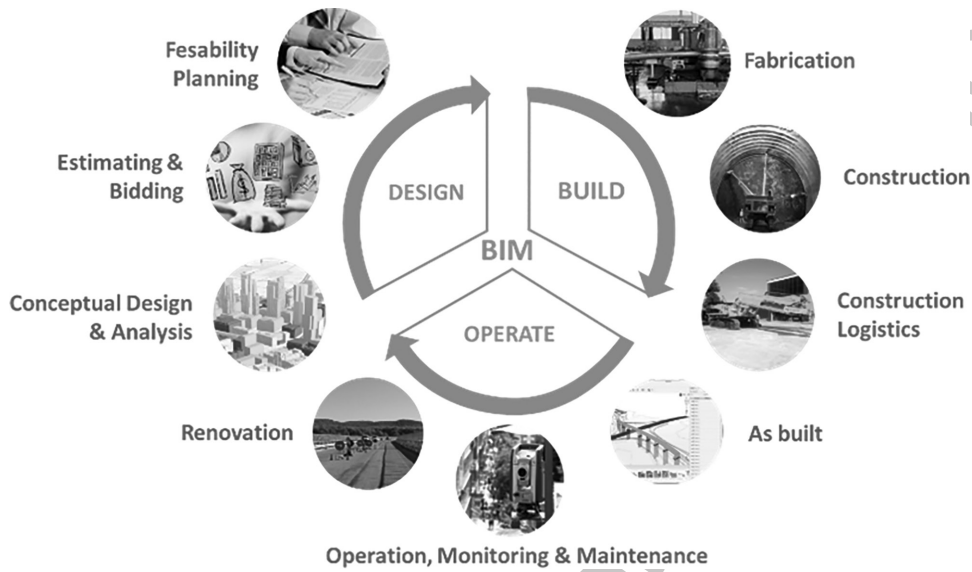 Fesability
Planning
Fabrication
Estimating &
Bidding
DESIGN
BUILD
Construction
BIM
Conceptual Design
& Analysis
Construction
Logistics
OPERATE
Renovation
As built
Operation, Monitoring & Maintenance